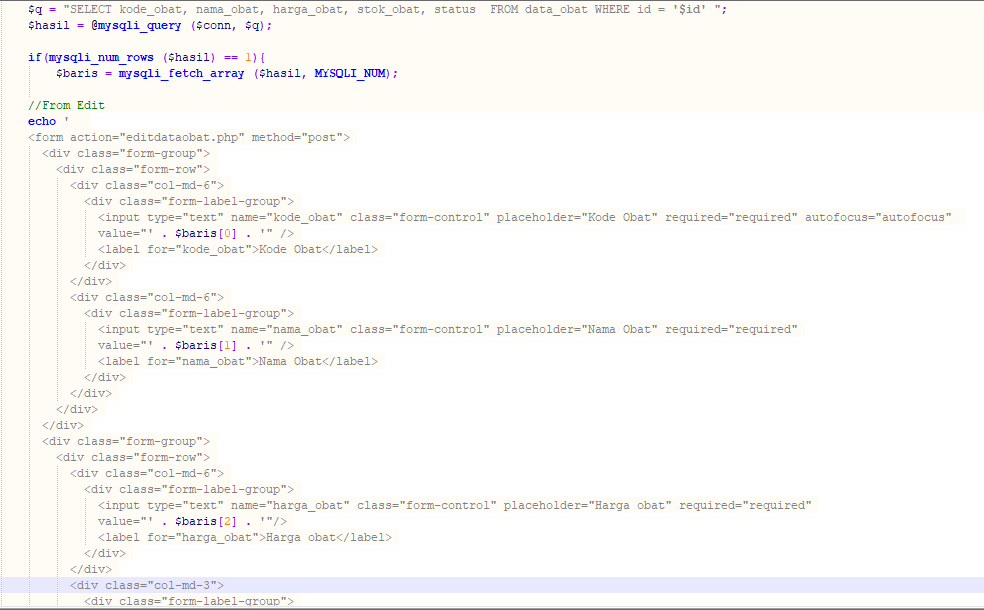 $q = "SELECT kode_obat, nama_obat, harga_obat, stok_obat, status  FROM data_obat WHERE id = '$id' ";
$hasil = @mysqli_query ($conn, $q);
if(mysqli_num_rows ($hasil) == 1){
$baris = mysqli_fetch_array ($hasil, MYSQLI_NUM);
//From Edit
echo '
<form action="editdataobat.php" method="post">
<div class="form-group">
<div class="form-row">
<div class="col-md-6">
<div class="form-label-group">
<input type="text" name="kode_obat" class="form-control" placeholder="Kode Obat" required="required" autofocus="autofocus"
value="' . $baris[0] . '" />
<label for="kode_obat">Kode Obat</label>
</div>
</div>
<div class="col-md-6">
<div class="form-label-group">
<input type="text" name="nama_obat" class="form-control" placeholder="Nama Obat" required="required"
value="' . $baris[1] . '" />
<label for="nama_obat">Nama Obat</label>
</div>
</div>
</div>
</div>
<div class="form-group">
<div class="form-row">
<div class="col-md-6">
<div class="form-label-group">
<input type="text" name="harga_obat" class="form-control" placeholder="Harga obat" required="required"
value="' . $baris[2] . '"/>
<label for="harga_obat">Harga obat</label>
</div>
</div>
<div class="col-md-3">
<div class="form-label-group">